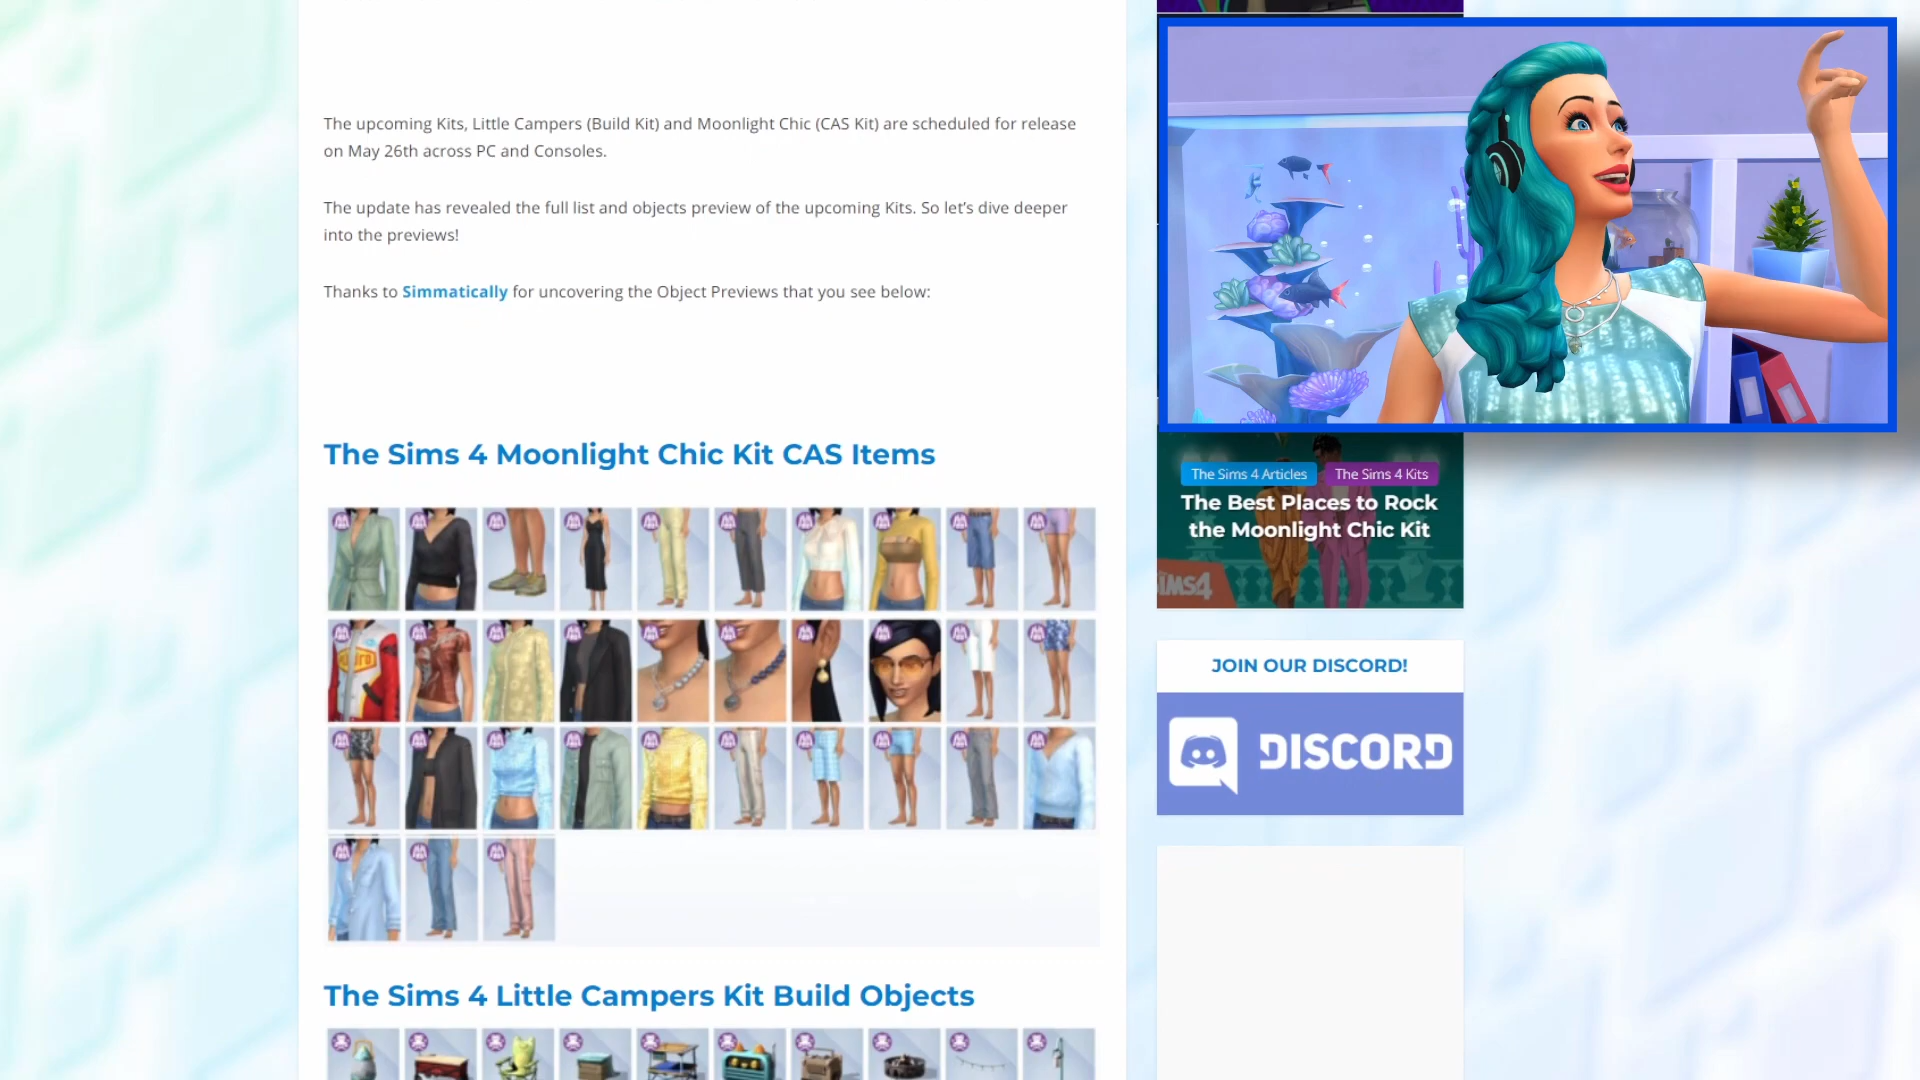 The upcoming Kits, Little Campers (Build Kit) and Moonlight Chic (CAS Kit) are scheduled for release
on May 26th across PC and Consoles.
The update has revealed the full list and objects preview of the upcoming Kits. So let's dive deeper
into the previews!
Thanks to Simmatically for uncovering the Object Previews that you see below:
The Sims 4 Moonlight Chic Kit CAS Items
The Sims 4 Little Campers Kit Build Objects
The Sims 4 Articles
The Sims 4 Kits
The Best Places to Rock
the Moonlight Chic Kit
SIMS4
JOIN OUR DISCORD!
DISCORD